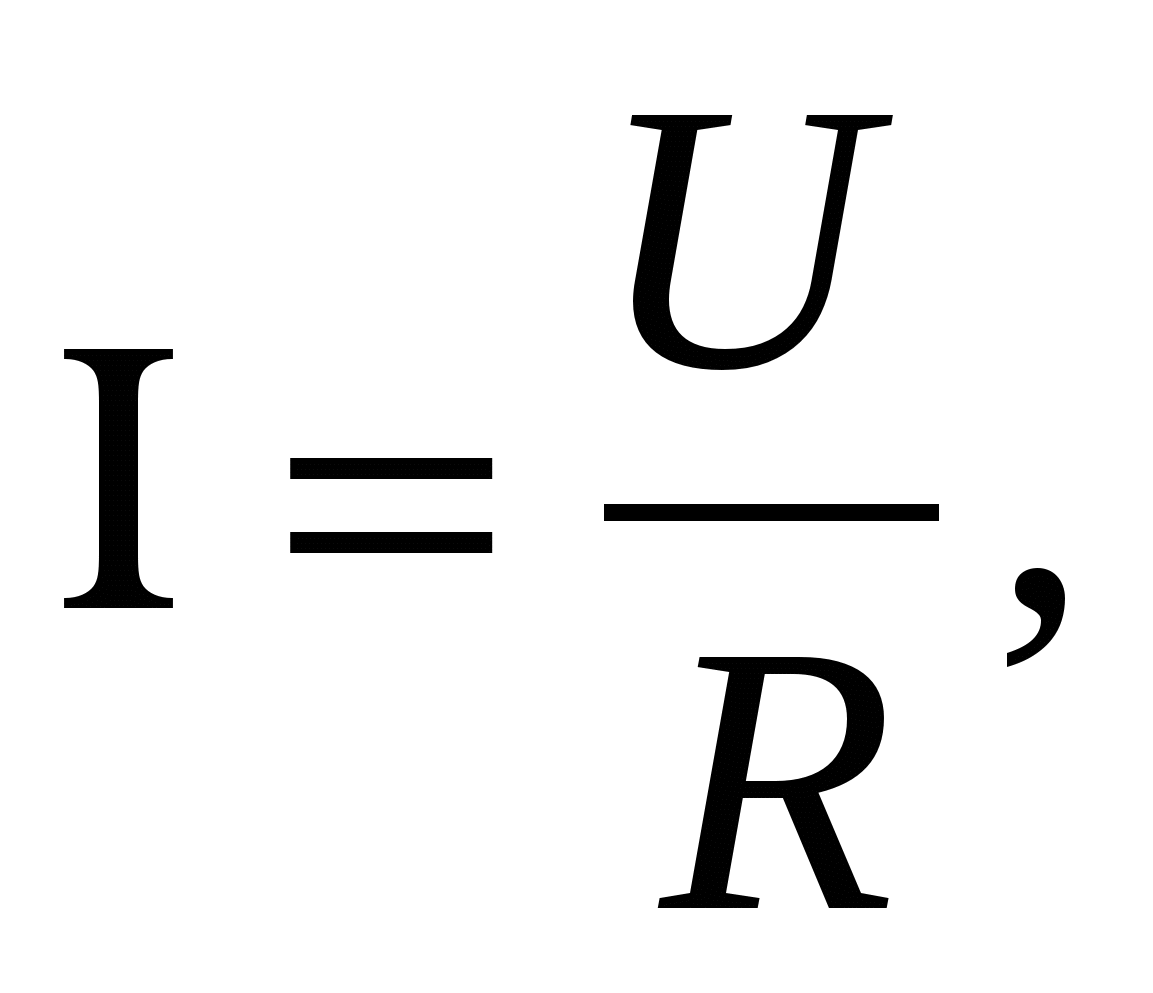 I = U/R,